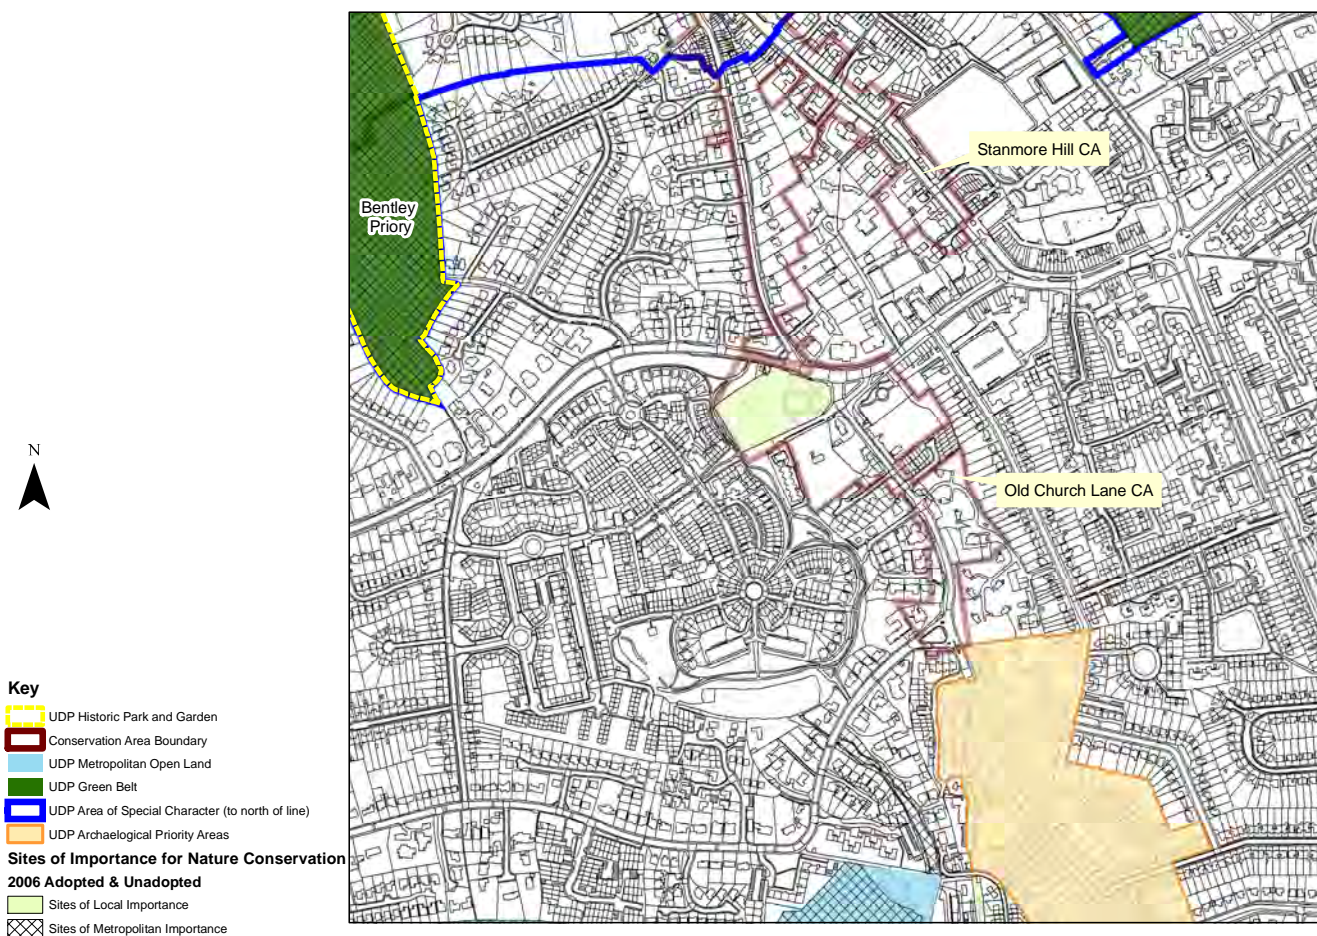 Stanmore Hill CA
Bentley
Priory
N
Old Church Lane CA
Key
UDP Historic Park and Garden
Conservation Area Boundary
UDP Metropolitan Open Land
UDP Green Belt
UDP Area of Special Character (to north of line)
UDP Archaelogical Priority Areas
Sites of Importance for Nature Conservation
2006 Adopted & Unadopted
Sites of Local Importance
Sites of Metropolitan Importance